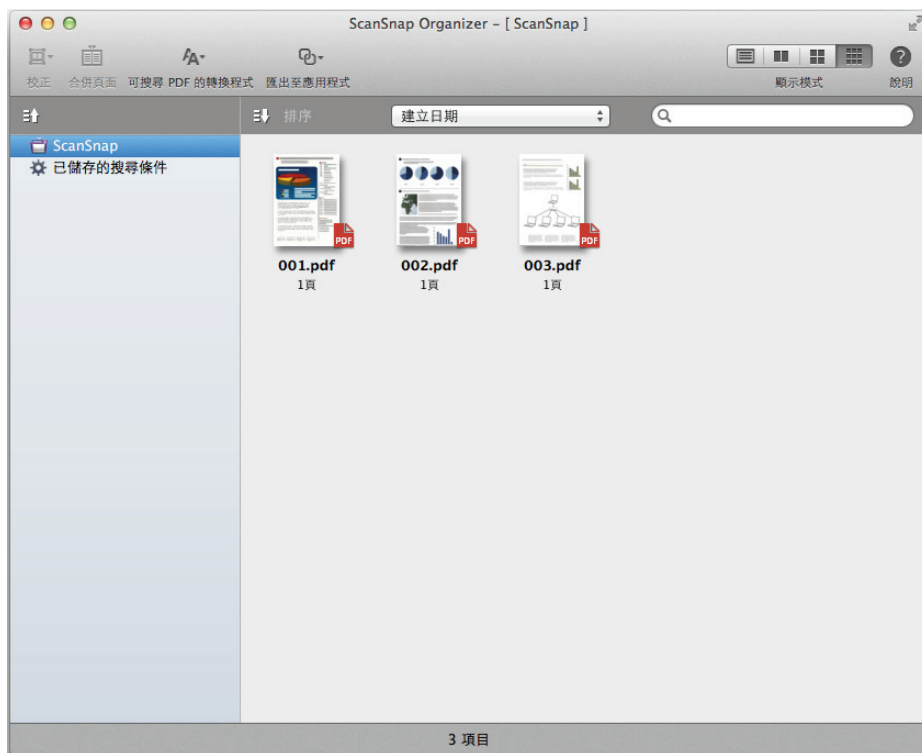 ScanSnap Organizer – [ ScanSnap ]
校正 合併頁面 可搜尋 PDF 的轉換程式 匯出至應用程式 顯示模式 說明
排序 建立日期
ScanSnap
已儲存的搜尋條件
PDF PDF PDF
001.pdf 002.pdf 003.pdf
1頁 1頁 1頁
3 項目